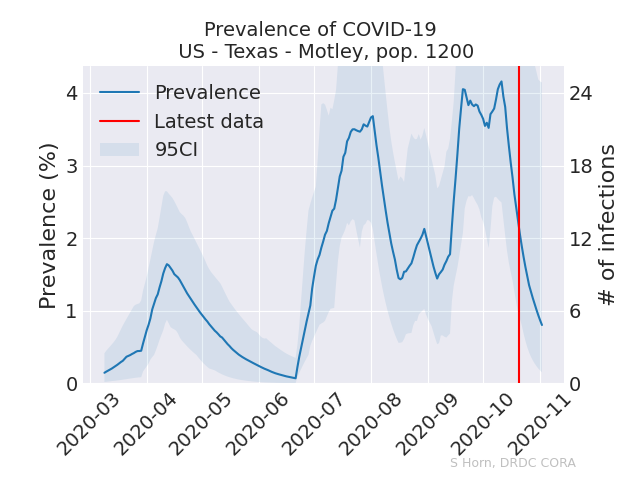 Prevalence of COVID-19
US - Texas - Motley, pop. 1200
Prevalence
Latest data
95CI
Prevalence (%)
4
3
2
1
0
# of infections
24
18
12
6
0
2020-03
2020-04
2020-05
2020-06
2020-07
2020-08
2020-09
2020-10
2020-11
S Horn, DRDC CORA